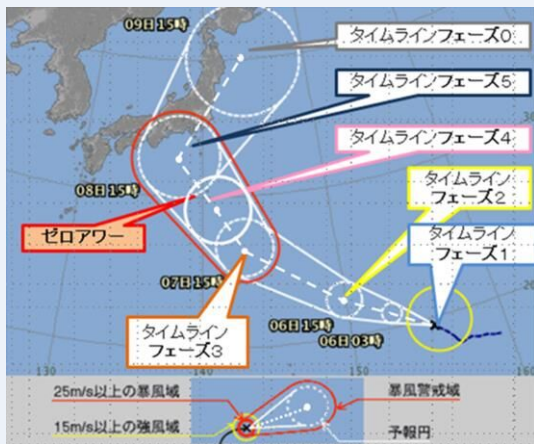 09日15時
タイムラインフェーズ0
タイムラインフェーズ5
タイムラインフェーズ4
08日15時
タイムライン
フェーズ2
ゼロアワー
タイムライン
フェーズ1
07日15時
06日15時
06日03時
タイムライン
フェーズ3
30
20
130
140
150
160
25m/s以上の暴風域
暴風警戒域
15m/s以上の強風域
予報円